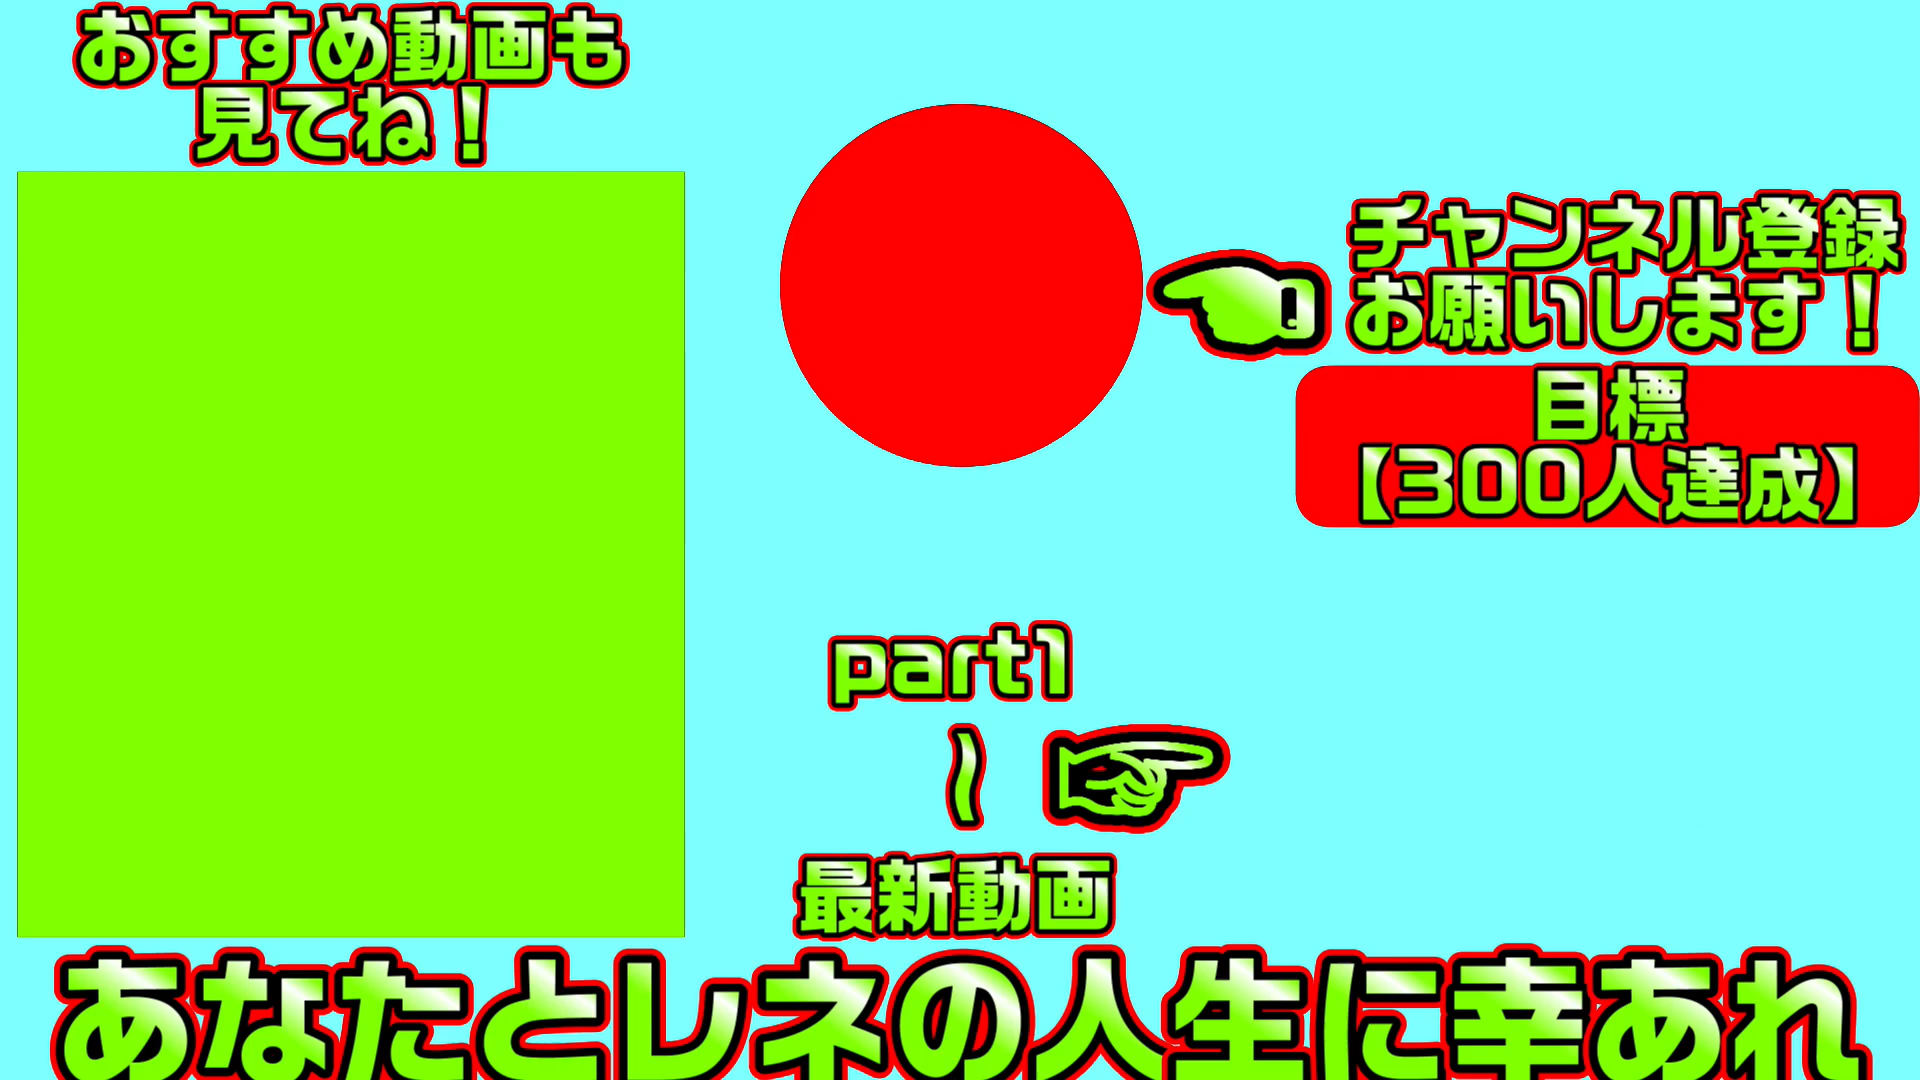 おすすめ動画も
見てね！
チャンネル登録
お願いします！
目標
【300人達成】
part1
～
最新動画
あなたとレネの人生に幸あれ